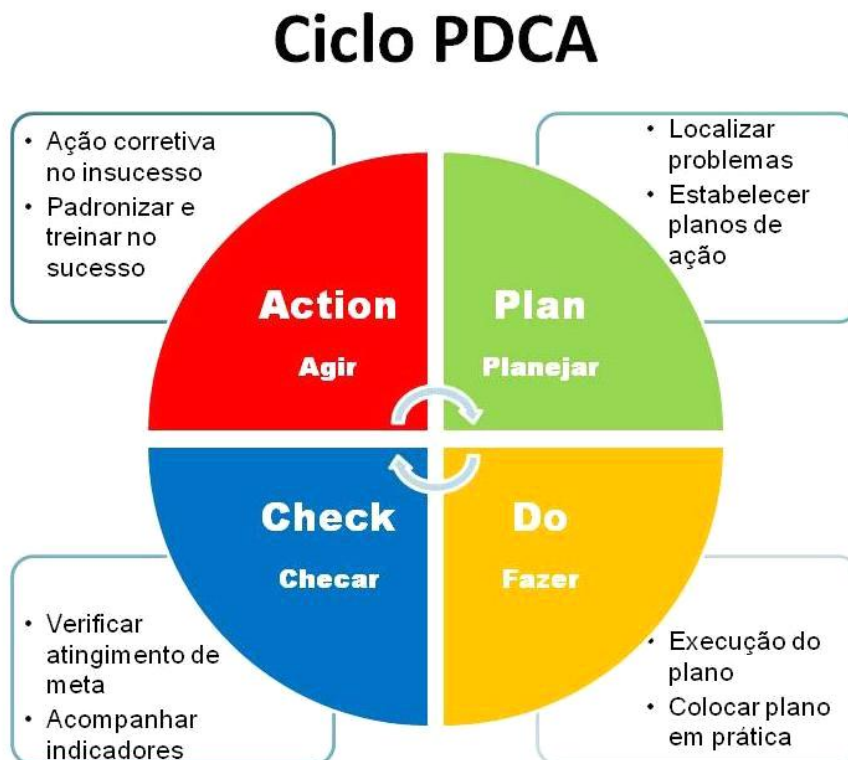 Ciclo PDCA
• Ação corretiva
no insucesso
• Padronizar e
treinar no
sucesso
• Localizar
problemas
• Estabelecer
planos de
ação
Action
Agir
Plan
Planejar
Check
Checar
Do
Fazer
• Verificar
atingimento de
meta
• Acompanhar
indicadores
• Execução do
plano
• Colocar plano
em prática